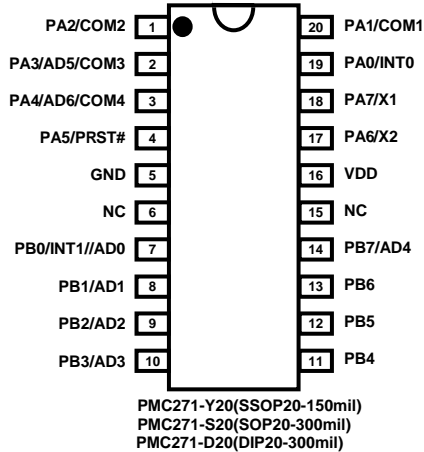 PA2/COM2 1 20 PA1/COM1
PA3/AD5/COM3 2 19 PA0/INT0
PA4/AD6/COM4 3 18 PA7/X1
PA5/PRST# 4 17 PA6/X2
GND 5 16 VDD
NC 6 15 NC
PB0/INT1//AD0 7 14 PB7/AD4
PB1/AD1 8 13 PB6
PB2/AD2 9 12 PB5
PB3/AD3 10 11 PB4
PMC271-Y20(SSOP20-150mil)
PMC271-S20(SOP20-300mil)
PMC271-D20(DIP20-300mil)